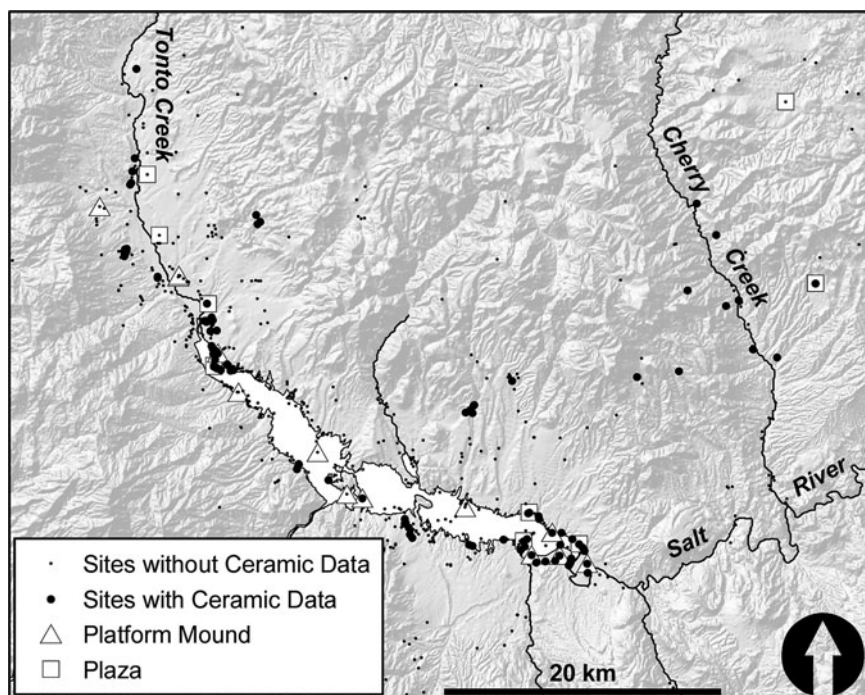 Tonto Creek
Cherry
Creek
River
Salt
Sites without Ceramic Data
Sites with Ceramic Data
Platform Mound
Plaza
20 km